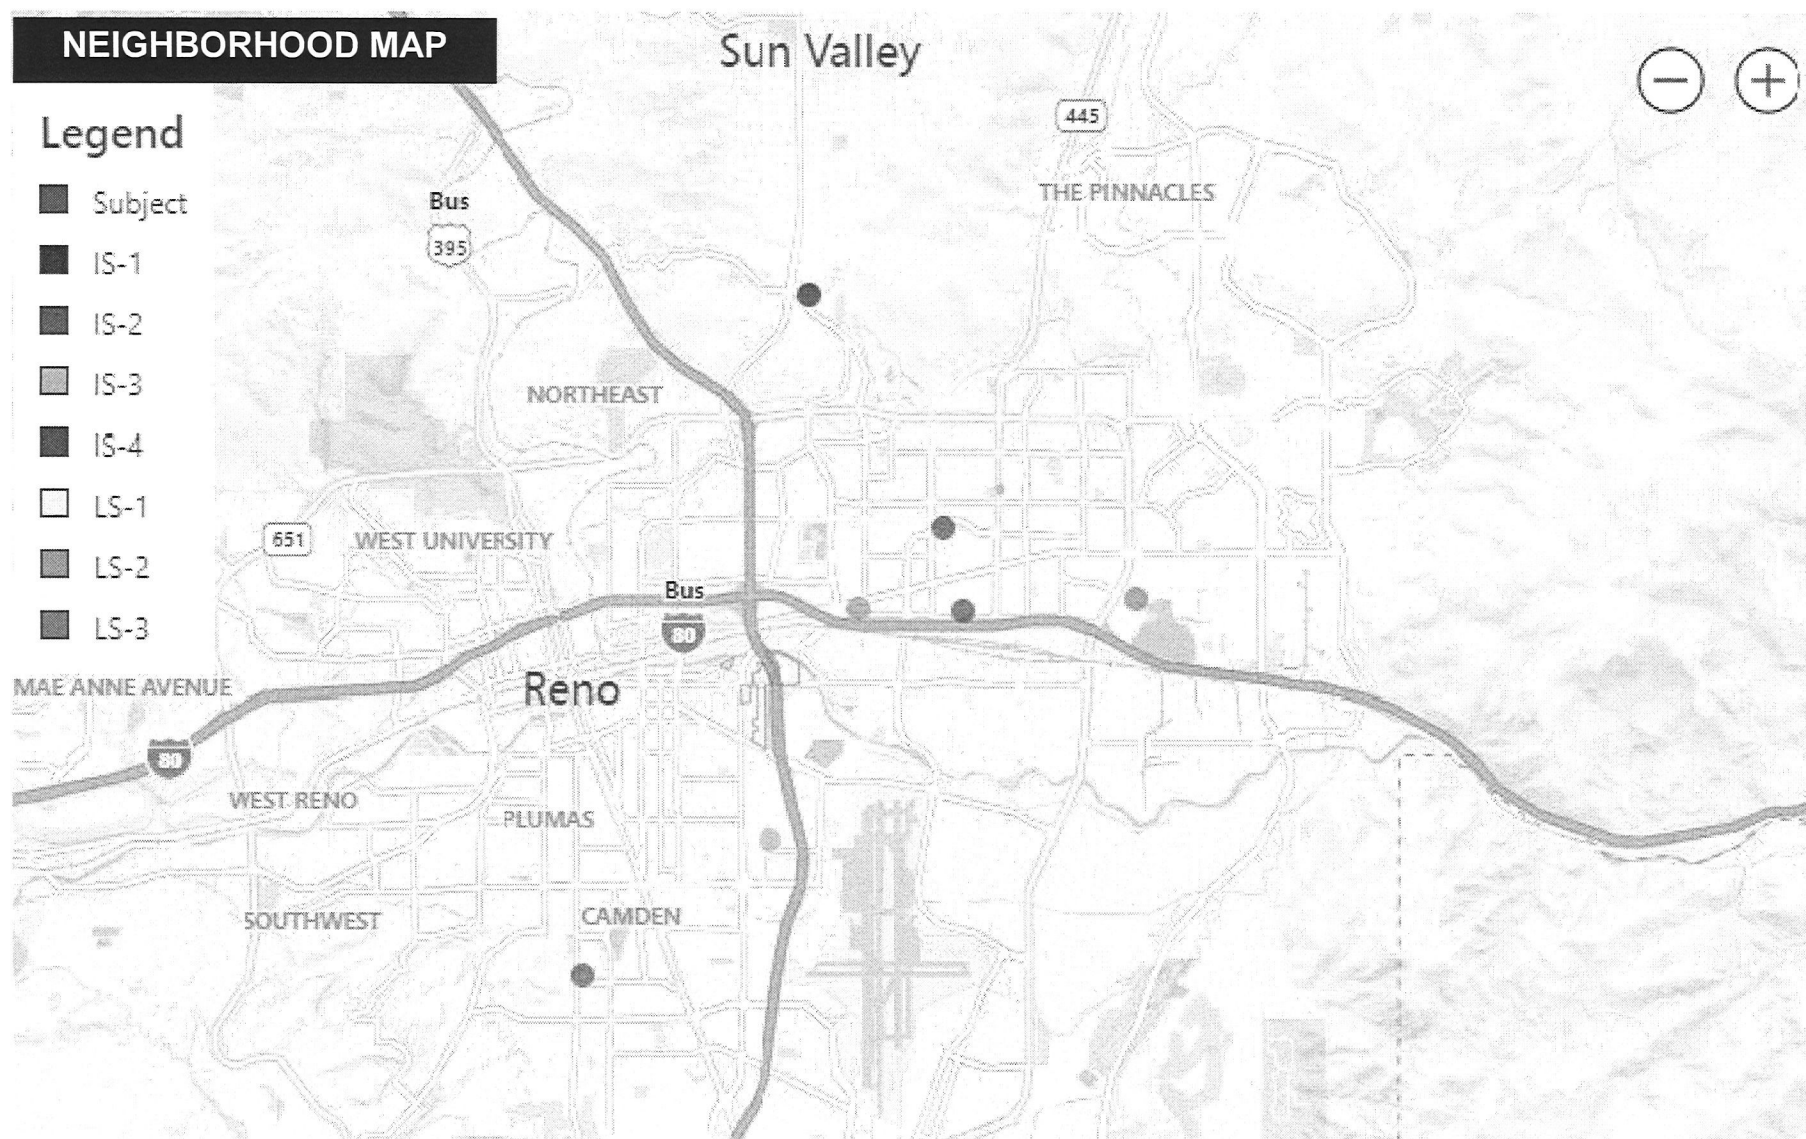 NEIGHBORHOOD MAP
Sun Valley
Legend
Subject
IS-1
IS-2
IS-3
IS-4
LS-1
LS-2
LS-3
445
THE PINNACLES
Bus
395
NORTHEAST
651
WEST UNIVERSITY
Bus
80
Reno
MAE ANNE AVENUE
80
WEST RENO
PLUMAS
SOUTHWEST
CAMDEN